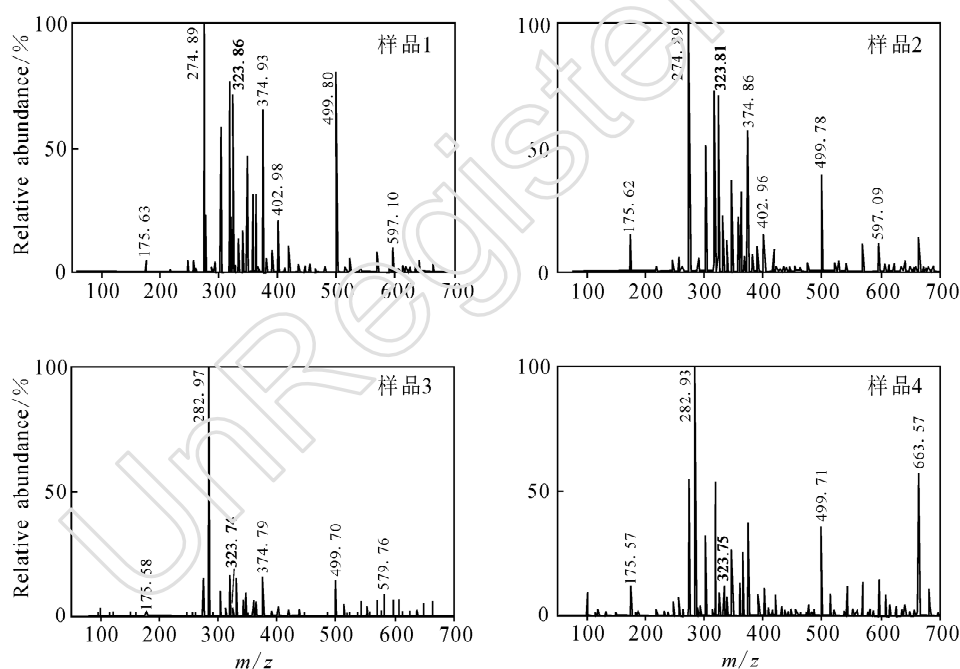 样品1
Relative abundance/%
100
50
0
274.89
323.86
374.93
499.80
175.63
402.98
597.10
100 200 300 400 500 600 700
样品2
100
50
0
274.89
323.81
374.86
499.78
175.62
402.96
597.09
100 200 300 400 500 600 700
样品3
Relative abundance/%
100
50
0
282.97
323.74
374.79
499.70
175.58
579.76
100 200 300 400 500 600 700
m/z
样品4
100
50
0
282.93
663.57
499.71
175.57
323.75
100 200 300 400 500 600 700
m/z
UnRegister